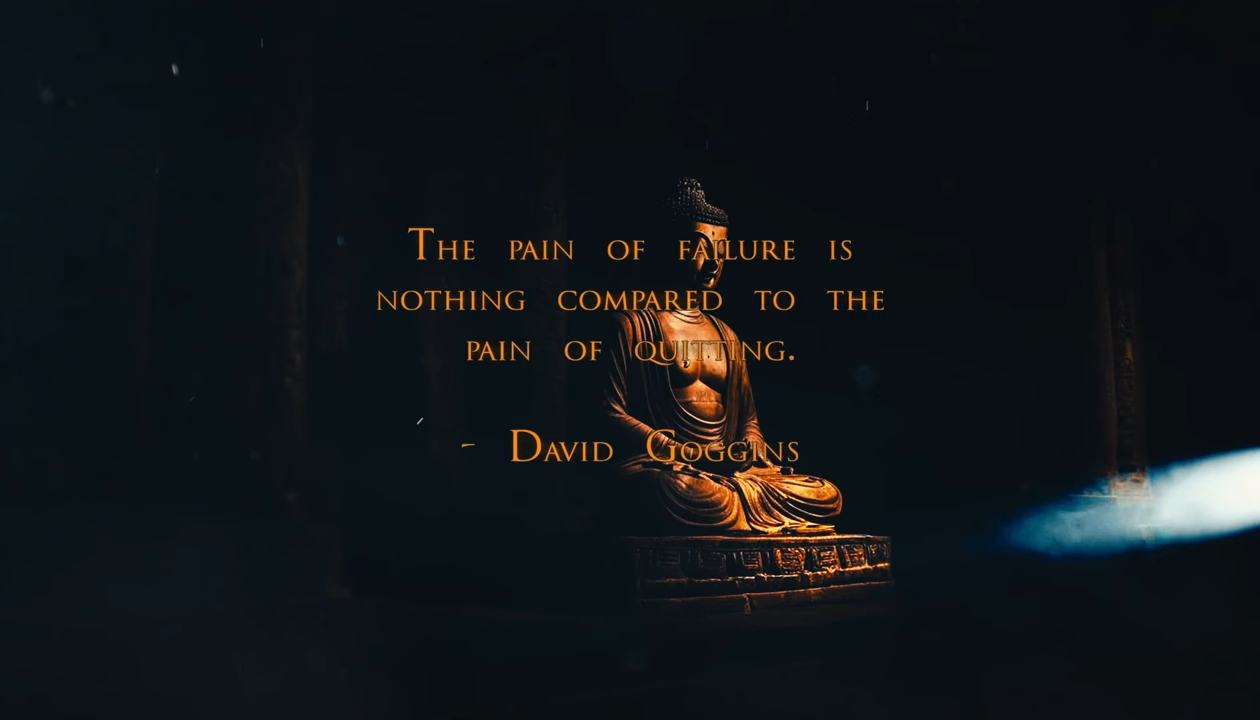 The pain of failure is
nothing compared to the
pain of quitting.
- David Goggins